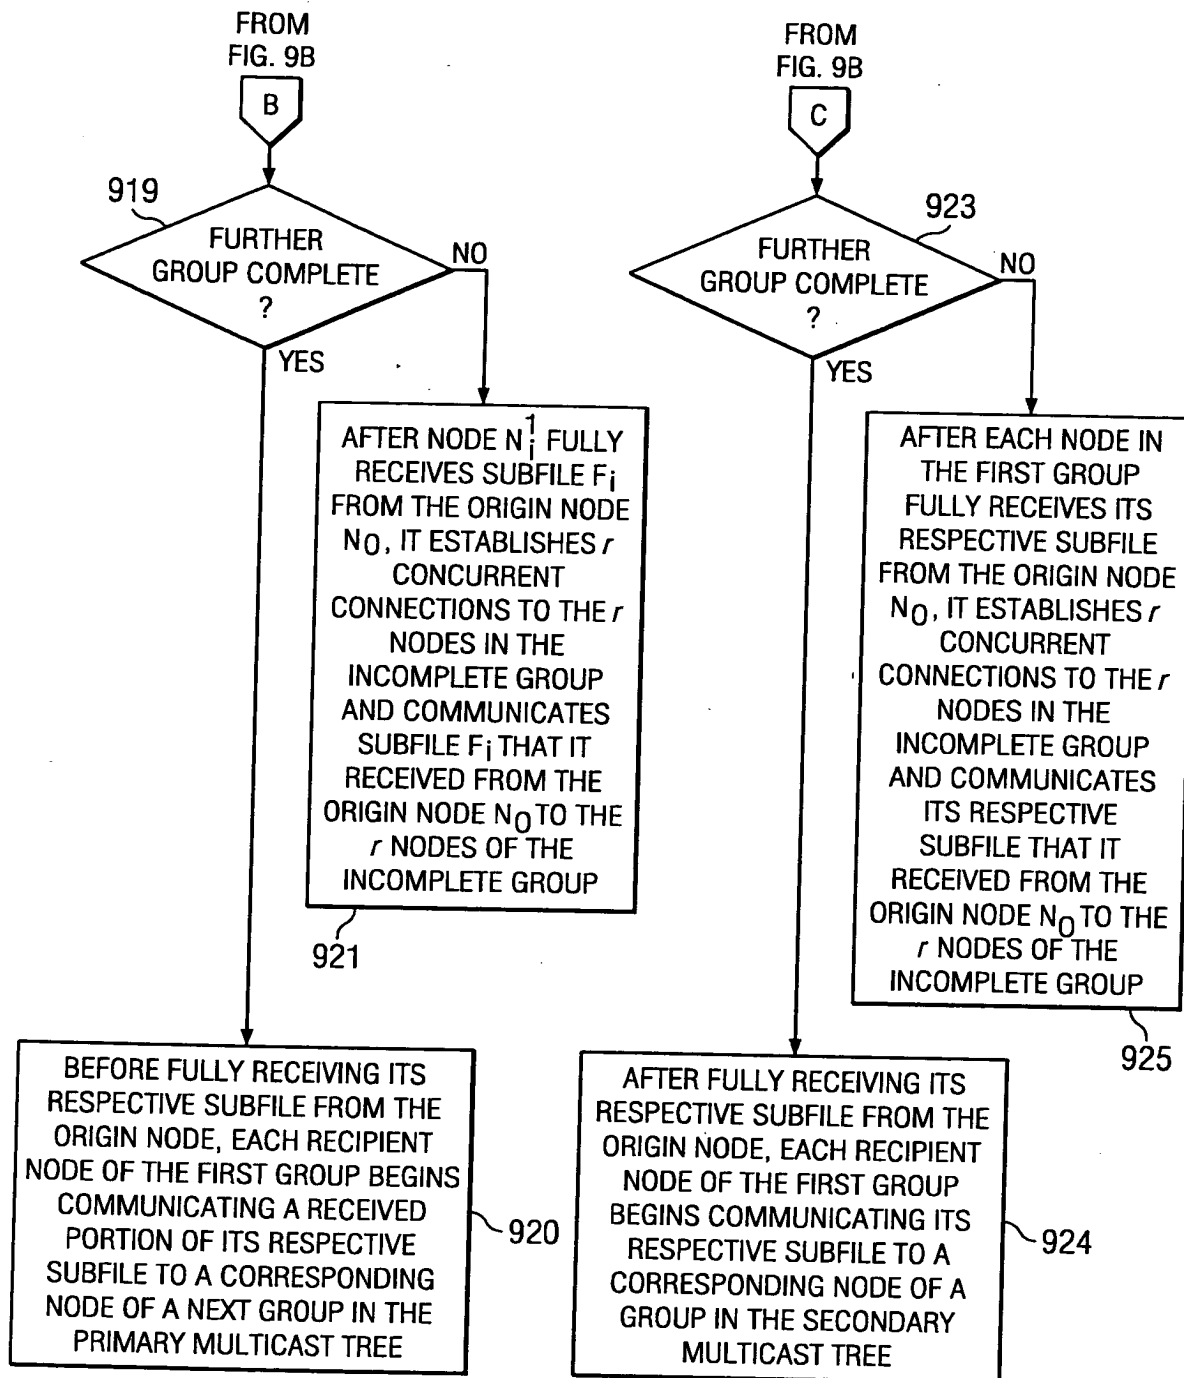 FROM
FIG. 9B
B
919
FURTHER
GROUP COMPLETE
?
NO
YES
AFTER NODE N¹i FULLY
RECEIVES SUBFILE Fi
FROM THE ORIGIN NODE
N0, IT ESTABLISHES r
CONCURRENT
CONNECTIONS TO THE r
NODES IN THE
INCOMPLETE GROUP
AND COMMUNICATES
SUBFILE Fi THAT IT
RECEIVED FROM THE
ORIGIN NODE N0 TO THE
r NODES OF THE
INCOMPLETE GROUP
921
BEFORE FULLY RECEIVING ITS
RESPECTIVE SUBFILE FROM THE
ORIGIN NODE, EACH RECIPIENT
NODE OF THE FIRST GROUP BEGINS
COMMUNICATING A RECEIVED
PORTION OF ITS RESPECTIVE
SUBFILE TO A CORRESPONDING
NODE OF A NEXT GROUP IN THE
PRIMARY MULTICAST TREE
920
FROM
FIG. 9B
C
923
FURTHER
GROUP COMPLETE
?
NO
YES
AFTER EACH NODE IN
THE FIRST GROUP
FULLY RECEIVES ITS
RESPECTIVE SUBFILE
FROM THE ORIGIN NODE
N0, IT ESTABLISHES r
CONCURRENT
CONNECTIONS TO THE r
NODES IN THE
INCOMPLETE GROUP
AND COMMUNICATES
ITS RESPECTIVE
SUBFILE THAT IT
RECEIVED FROM THE
ORIGIN NODE N0 TO THE
r NODES OF THE
INCOMPLETE GROUP
925
AFTER FULLY RECEIVING ITS
RESPECTIVE SUBFILE FROM THE
ORIGIN NODE, EACH RECIPIENT
NODE OF THE FIRST GROUP
BEGINS COMMUNICATING ITS
RESPECTIVE SUBFILE TO A
CORRESPONDING NODE OF A
GROUP IN THE SECONDARY
MULTICAST TREE
924